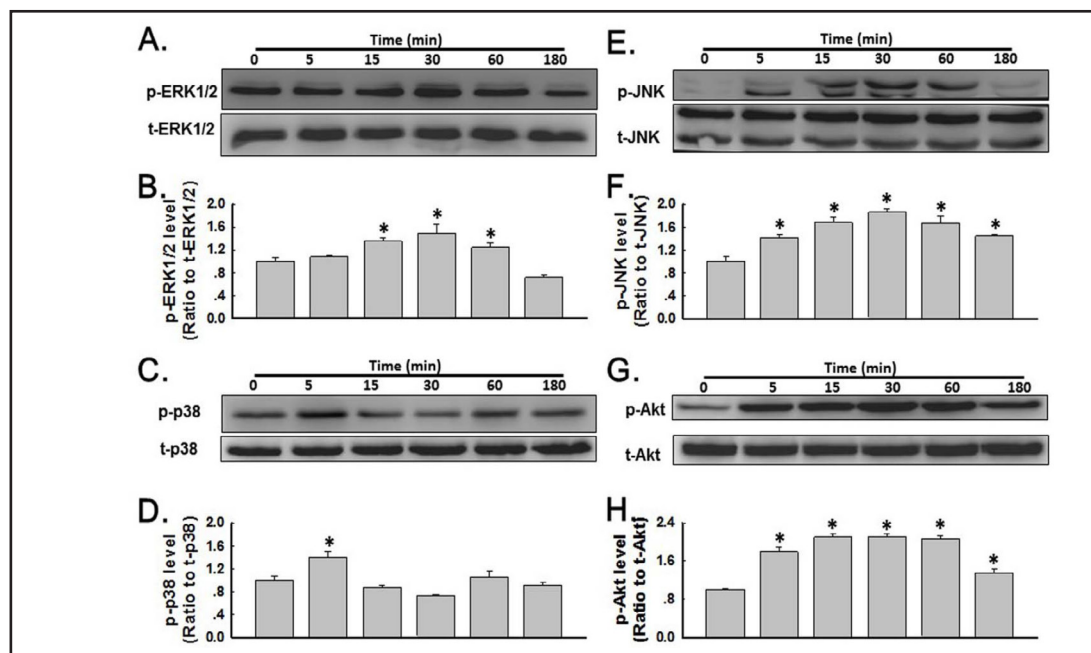 A.
Time (min)
0 5 15 30 60 180
p-ERK1/2
t-ERK1/2
B.
p-ERK1/2 level
(Ratio to t-ERK1/2)
2.0
1.6
1.2
.8
.4
0.0
* * *
C.
Time (min)
0 5 15 30 60 180
p-p38
t-p38
D.
p-p38 level
(Ratio to t-p38)
2.0
1.6
1.2
.8
.4
0.0
*
E.
Time (min)
0 5 15 30 60 180
p-JNK
t-JNK
F.
p-JNK level
(Ratio to t-JNK)
2.0
1.6
1.2
.8
.4
0.0
* * * * *
G.
Time (min)
0 5 15 30 60 180
p-Akt
t-Akt
H.
p-Akt level
(Ratio to t-Akt)
2.4
1.6
.8
0.0
* * * * *